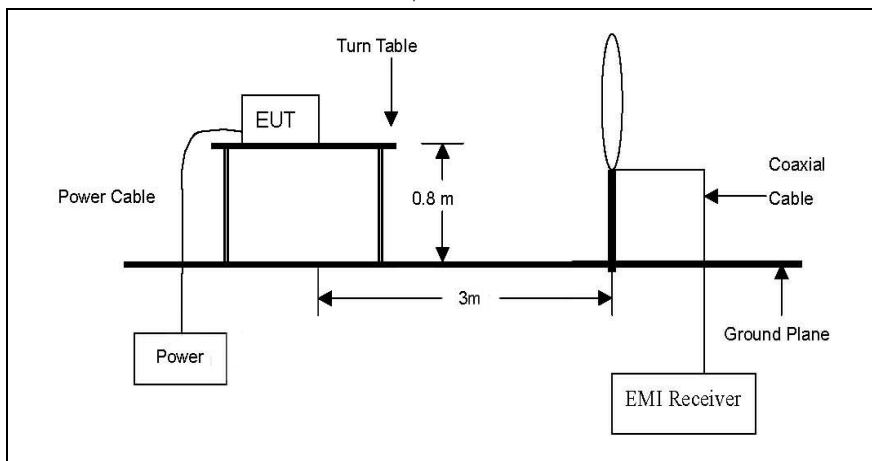 Turn Table
EUT
Power Cable
0.8 m
Coaxial
Cable
3m
Ground Plane
Power
EMI Receiver